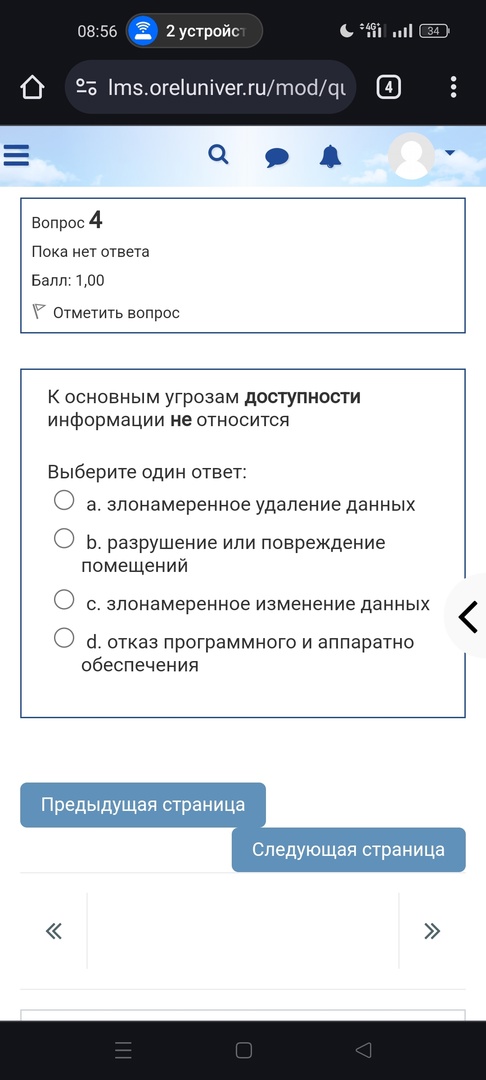 08:56
2 устройст
4G+
34
lms.oreluniver.ru/mod/qu
4
Вопрос 4
Пока нет ответа
Балл: 1,00
Отметить вопрос
К основным угрозам доступности
информации не относится
Выберите один ответ:
a. злонамеренное удаление данных
b. разрушение или повреждение
помещений
c. злонамеренное изменение данных
d. отказ программного и аппаратно
обеспечения
Предыдущая страница
Следующая страница